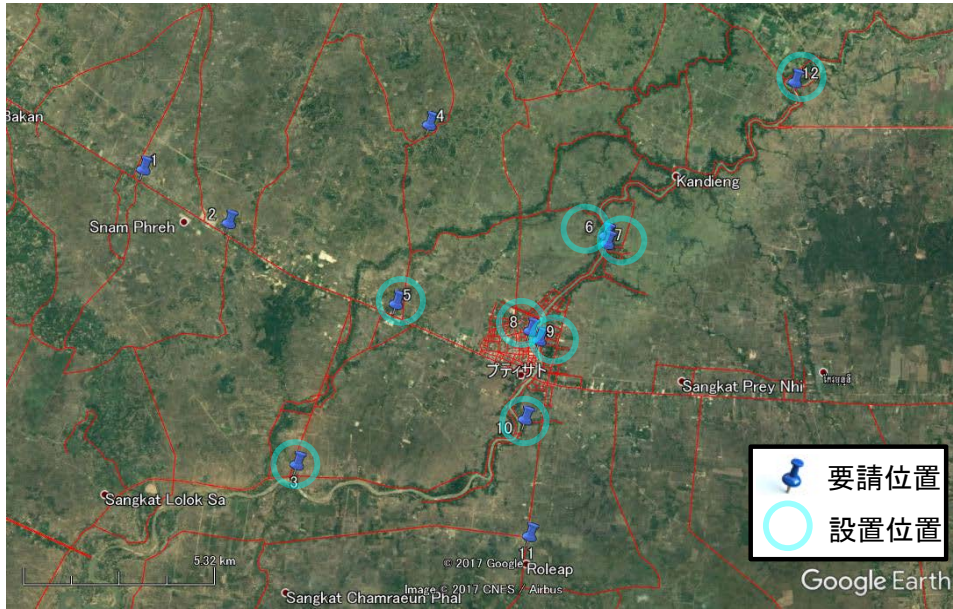 Bakan
1
2
Snam Phreh
3
4
5
6
7
8
9
10
11
12
Kandieng
プティサト
Sangkat Prey Nhi
Sangkat Lolok Sa
5.32 km
© 2017 Google
Roleap
Image © 2017 CNES / Airbus
Sangkat Chamraeun Phal
要請位置
設置位置
Google Earth